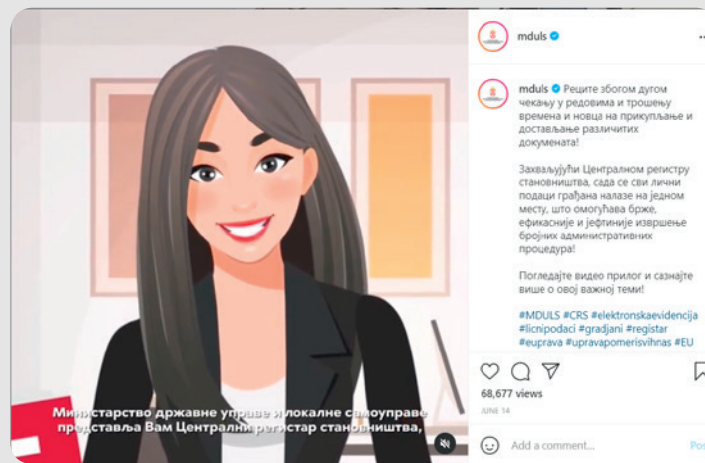 mduls
mduls Реците збогом дугом
чекању у редовима и трошењу
времена и новца на прикупљање и
достављање различитих
докумената!
Захваљујући Централном регистру
становништва, сада се сви лични
подаци грађана налазе на једном
месту, што омогућава брже,
ефикасније и јефтиније извршење
бројних административних
процедура!
Погледајте видео прилог и сазнајте
више о овој важној теми!
#MDULS #CRS #elektronskaevidencija
#licnipodaci #gradjani #registar
#euprava #upravapomerisvihnas #EU
68,677 views
JUNE 14
Add a comment...
Pos
Министарство државне управе и локалне самоуправе
представља Вам Централни регистар становништва,